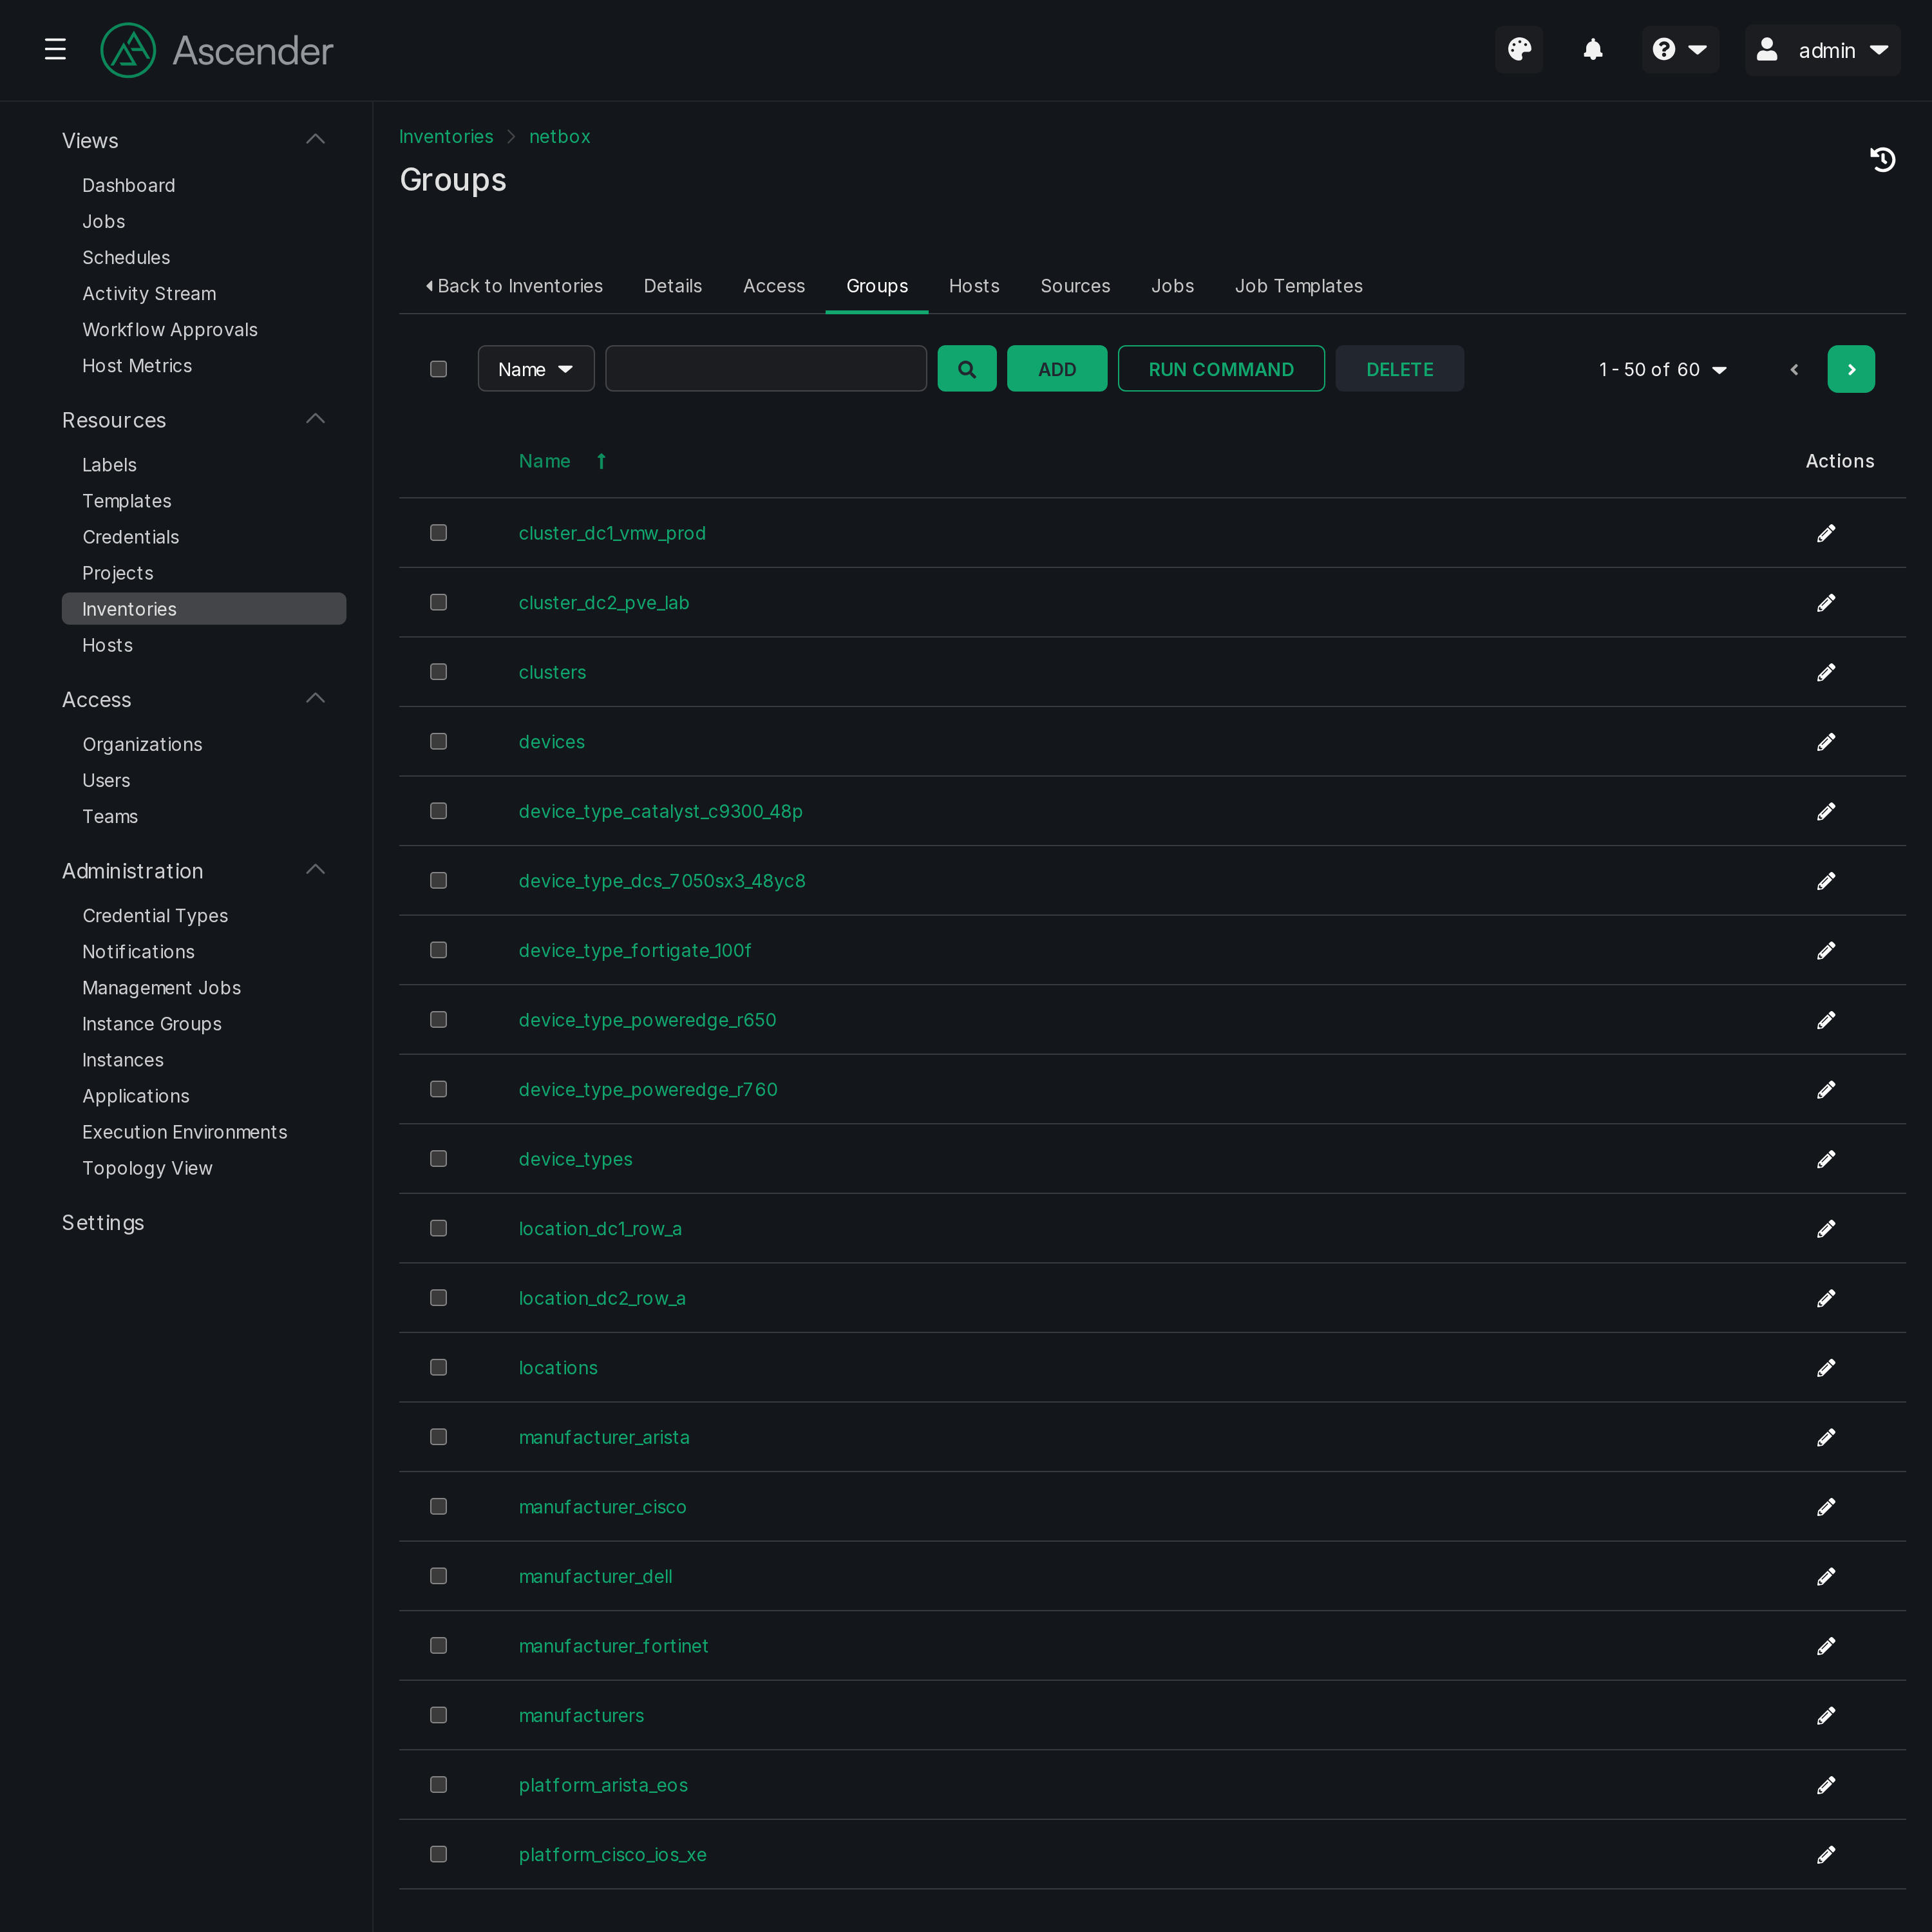 Ascender
admin
Views
Dashboard
Jobs
Schedules
Activity Stream
Workflow Approvals
Host Metrics
Resources
Labels
Templates
Credentials
Projects
Inventories
Hosts
Access
Organizations
Users
Teams
Administration
Credential Types
Notifications
Management Jobs
Instance Groups
Instances
Applications
Execution Environments
Topology View
Settings
Inventories > netbox
Groups
Back to Inventories Details Access Groups Hosts Sources Jobs Job Templates
Name ADD RUN COMMAND DELETE 1 - 50 of 60
Name Actions
cluster_dc1_vmw_prod
cluster_dc2_pve_lab
clusters
devices
device_type_catalyst_c9300_48p
device_type_dcs_7050sx3_48yc8
device_type_fortigate_100f
device_type_poweredge_r650
device_type_poweredge_r760
device_types
location_dc1_row_a
location_dc2_row_a
locations
manufacturer_arista
manufacturer_cisco
manufacturer_dell
manufacturer_fortinet
manufacturers
platform_arista_eos
platform_cisco_ios_xe